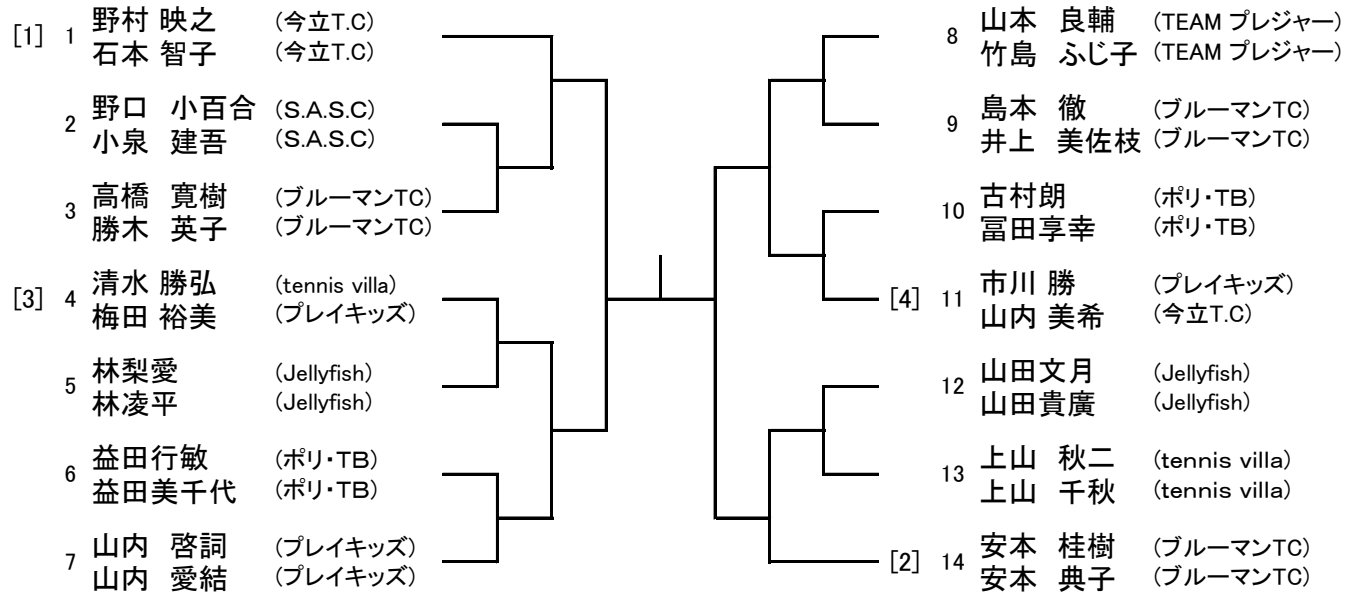 [1] 1 野村 映之 (今立T.C)
石本 智子 (今立T.C)
2 野口 小百合 (S.A.S.C)
小泉 建吾 (S.A.S.C)
3 高橋 寛樹 (ブルーマンTC)
勝木 英子 (ブルーマンTC)
[3] 4 清水 勝弘 (tennis villa)
梅田 裕美 (プレイキッズ)
5 林梨愛 (Jellyfish)
林凌平 (Jellyfish)
6 益田行敏 (ポリ・TB)
益田美千代 (ポリ・TB)
7 山内 啓詞 (プレイキッズ)
山内 愛結 (プレイキッズ)
8 山本 良輔 (TEAM プレジャー)
竹島 ふじ子 (TEAM プレジャー)
9 島本 徹 (ブルーマンTC)
井上 美佐枝 (ブルーマンTC)
10 古村朗 (ポリ・TB)
冨田享幸 (ポリ・TB)
[4] 11 市川 勝 (プレイキッズ)
山内 美希 (今立T.C)
12 山田文月 (Jellyfish)
山田貴廣 (Jellyfish)
13 上山 秋二 (tennis villa)
上山 千秋 (tennis villa)
[2] 14 安本 桂樹 (ブルーマンTC)
安本 典子 (ブルーマンTC)